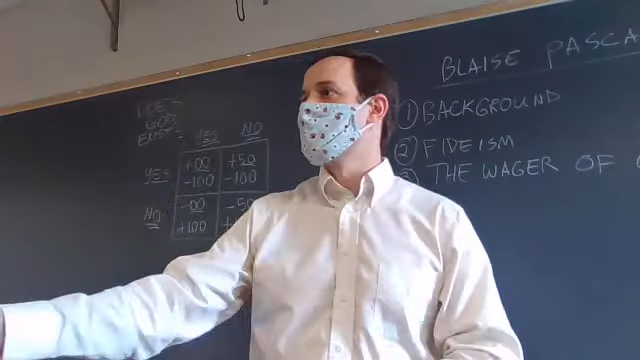 BLAISE PASCA
① BACKGROUND
② FIDEISM
THE WAGER OF
DOES
GOD
EXIST
YES NO
YES +∞ +50
-100 -100
NO -∞ -50
+100